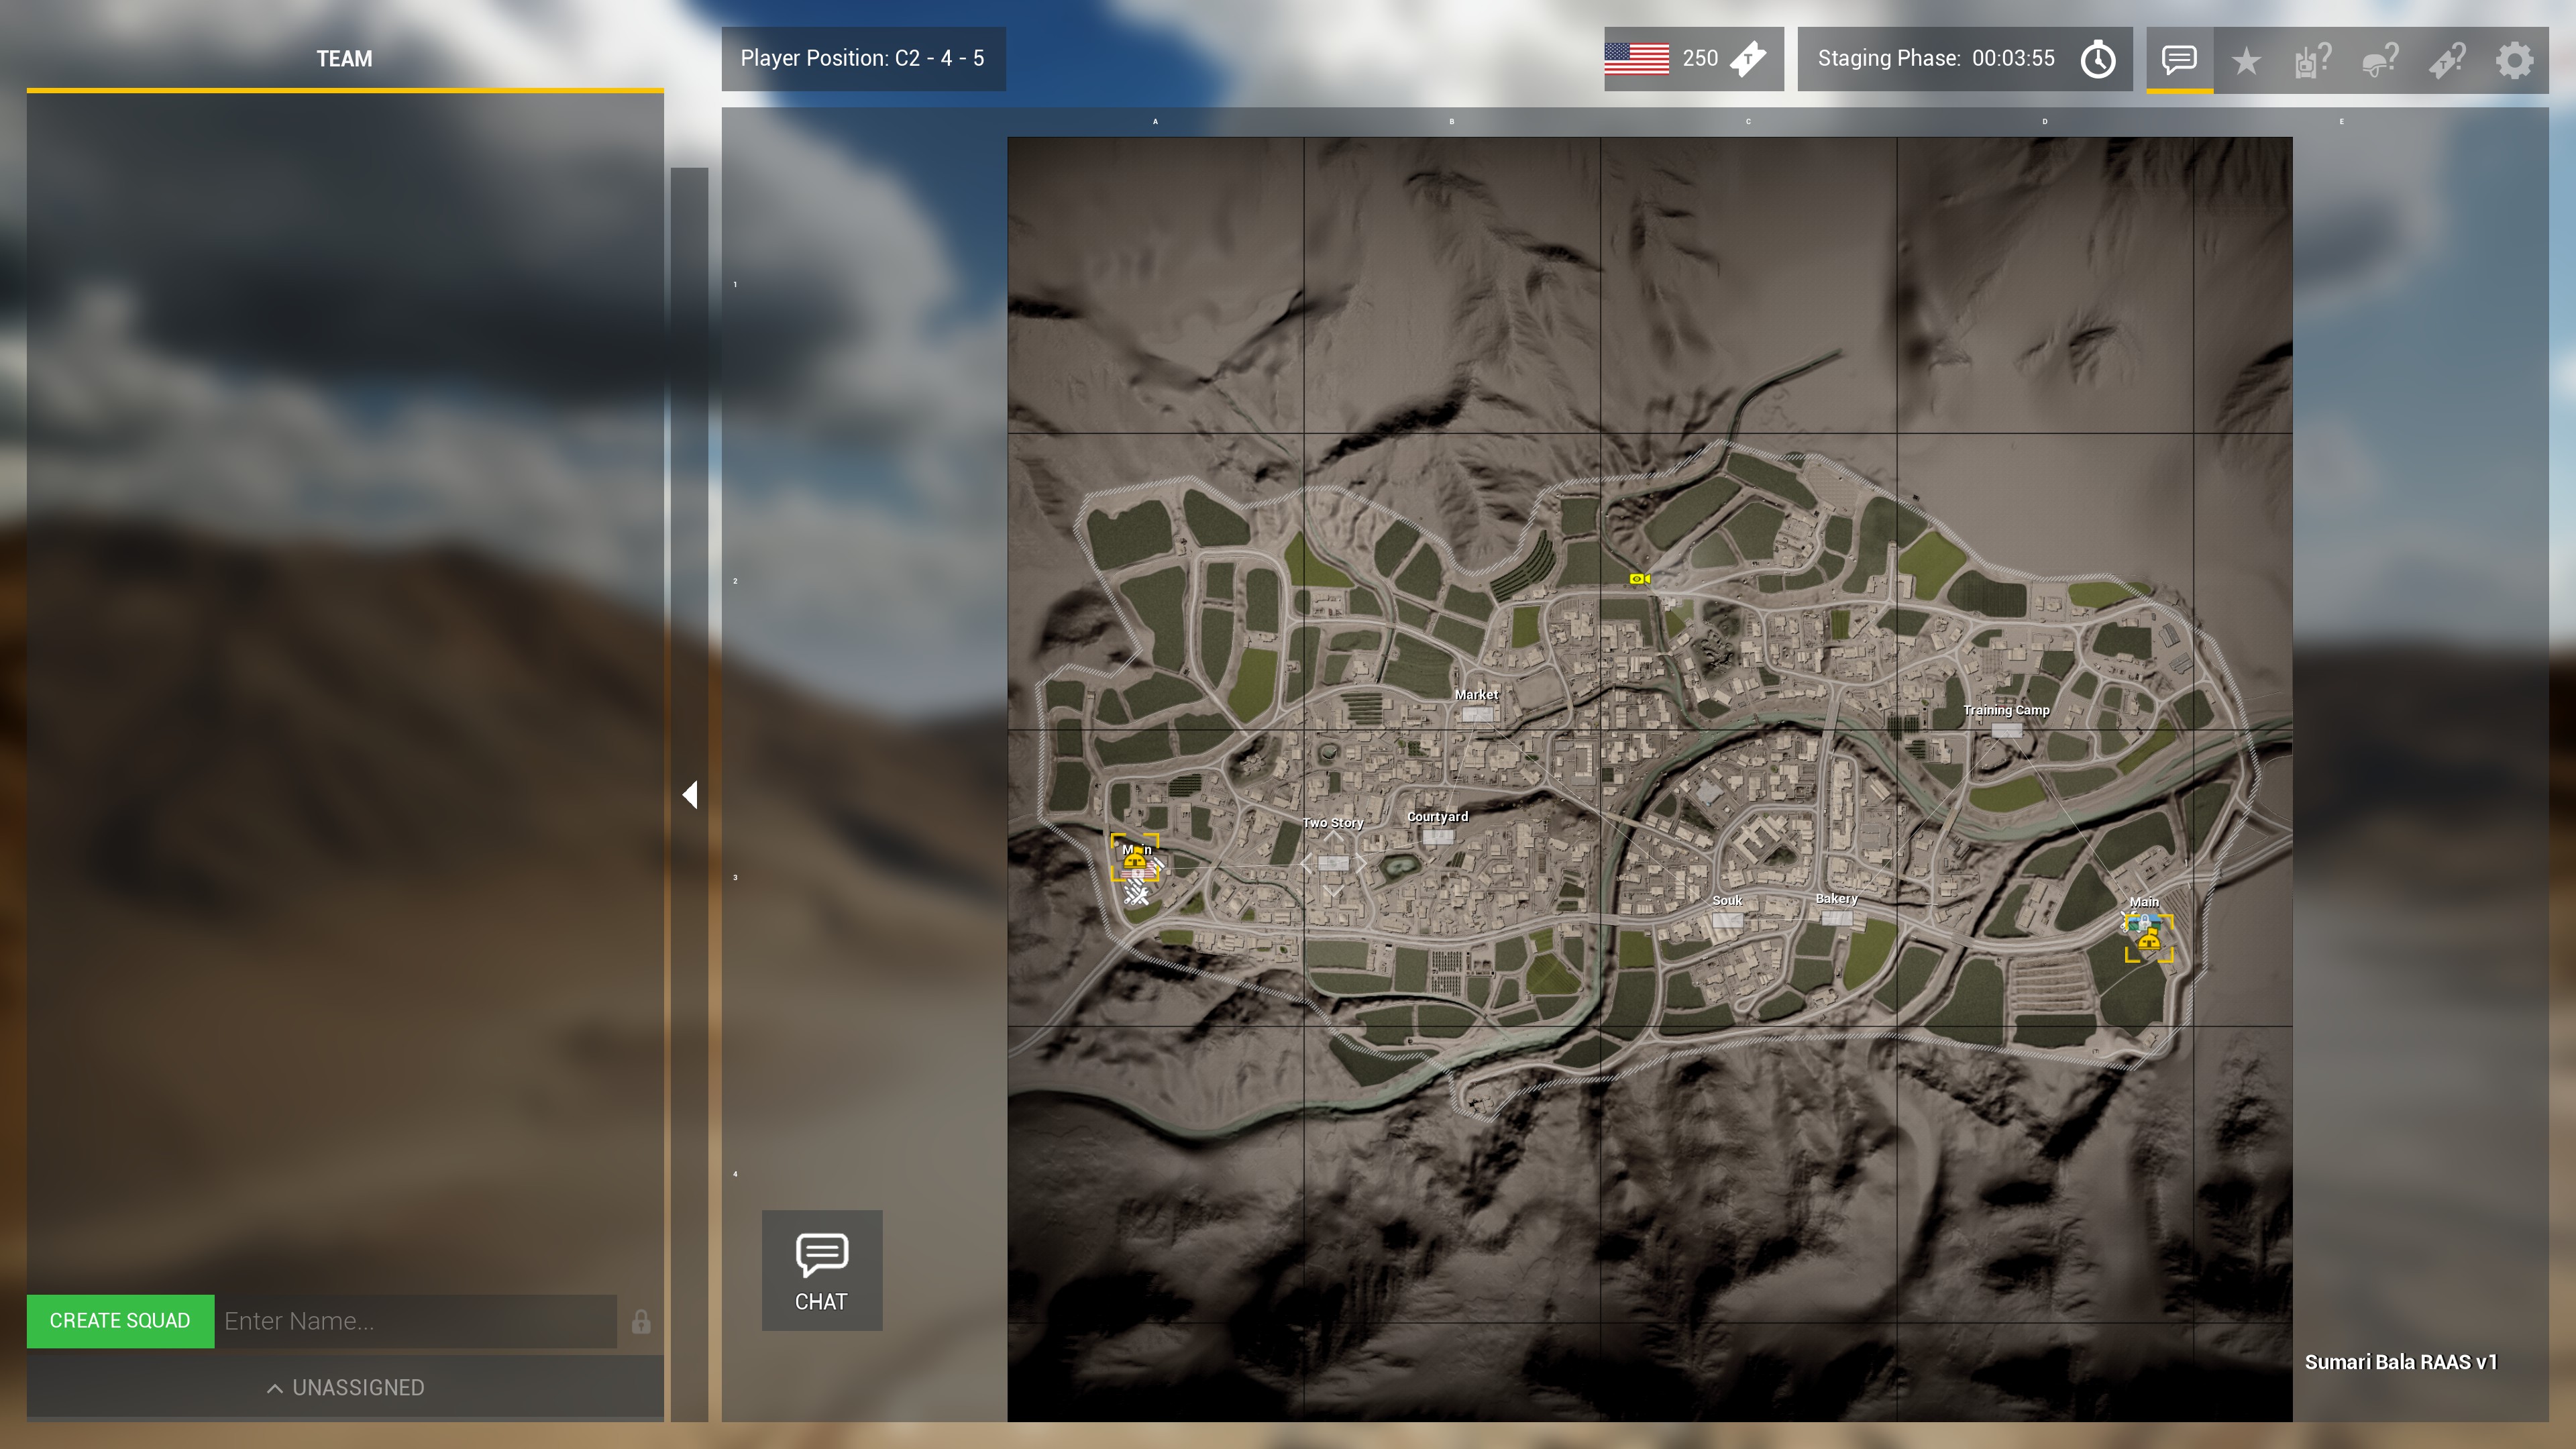 TEAM
Player Position: C2 - 4 - 5
250
Staging Phase: 00:03:55
A
B
C
D
E
1
2
3
4
Market
Training Camp
Two Story
Courtyard
Main
Souk
Bakery
Main
CHAT
CREATE SQUAD
Enter Name...
UNASSIGNED
Sumari Bala RAAS v1